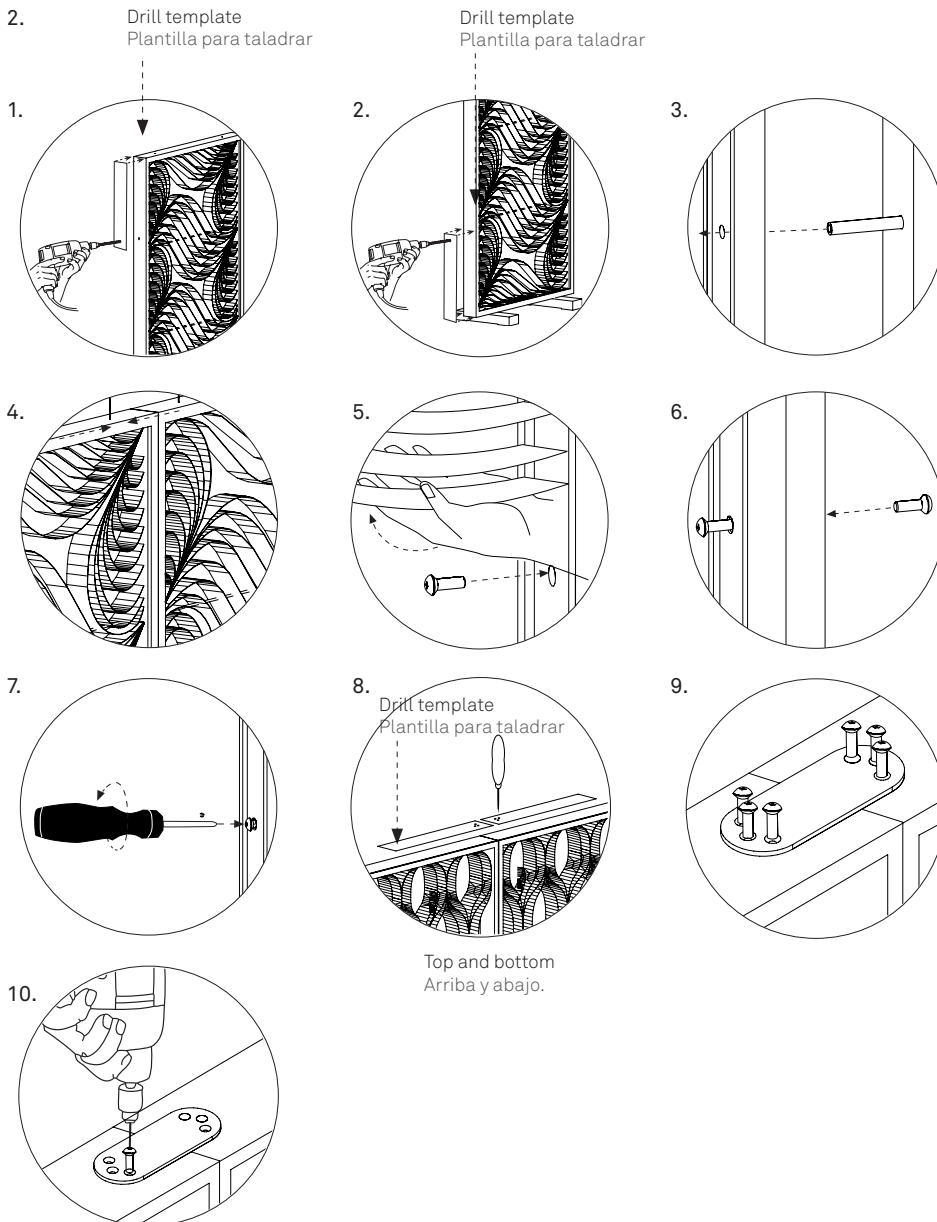 2.
Drill template
Plantilla para taladrar
Drill template
Plantilla para taladrar
1.
2.
3.
4.
5.
6.
7.
8.
Drill template
Plantilla para taladrar
9.
Top and bottom
Arriba y abajo.
10.